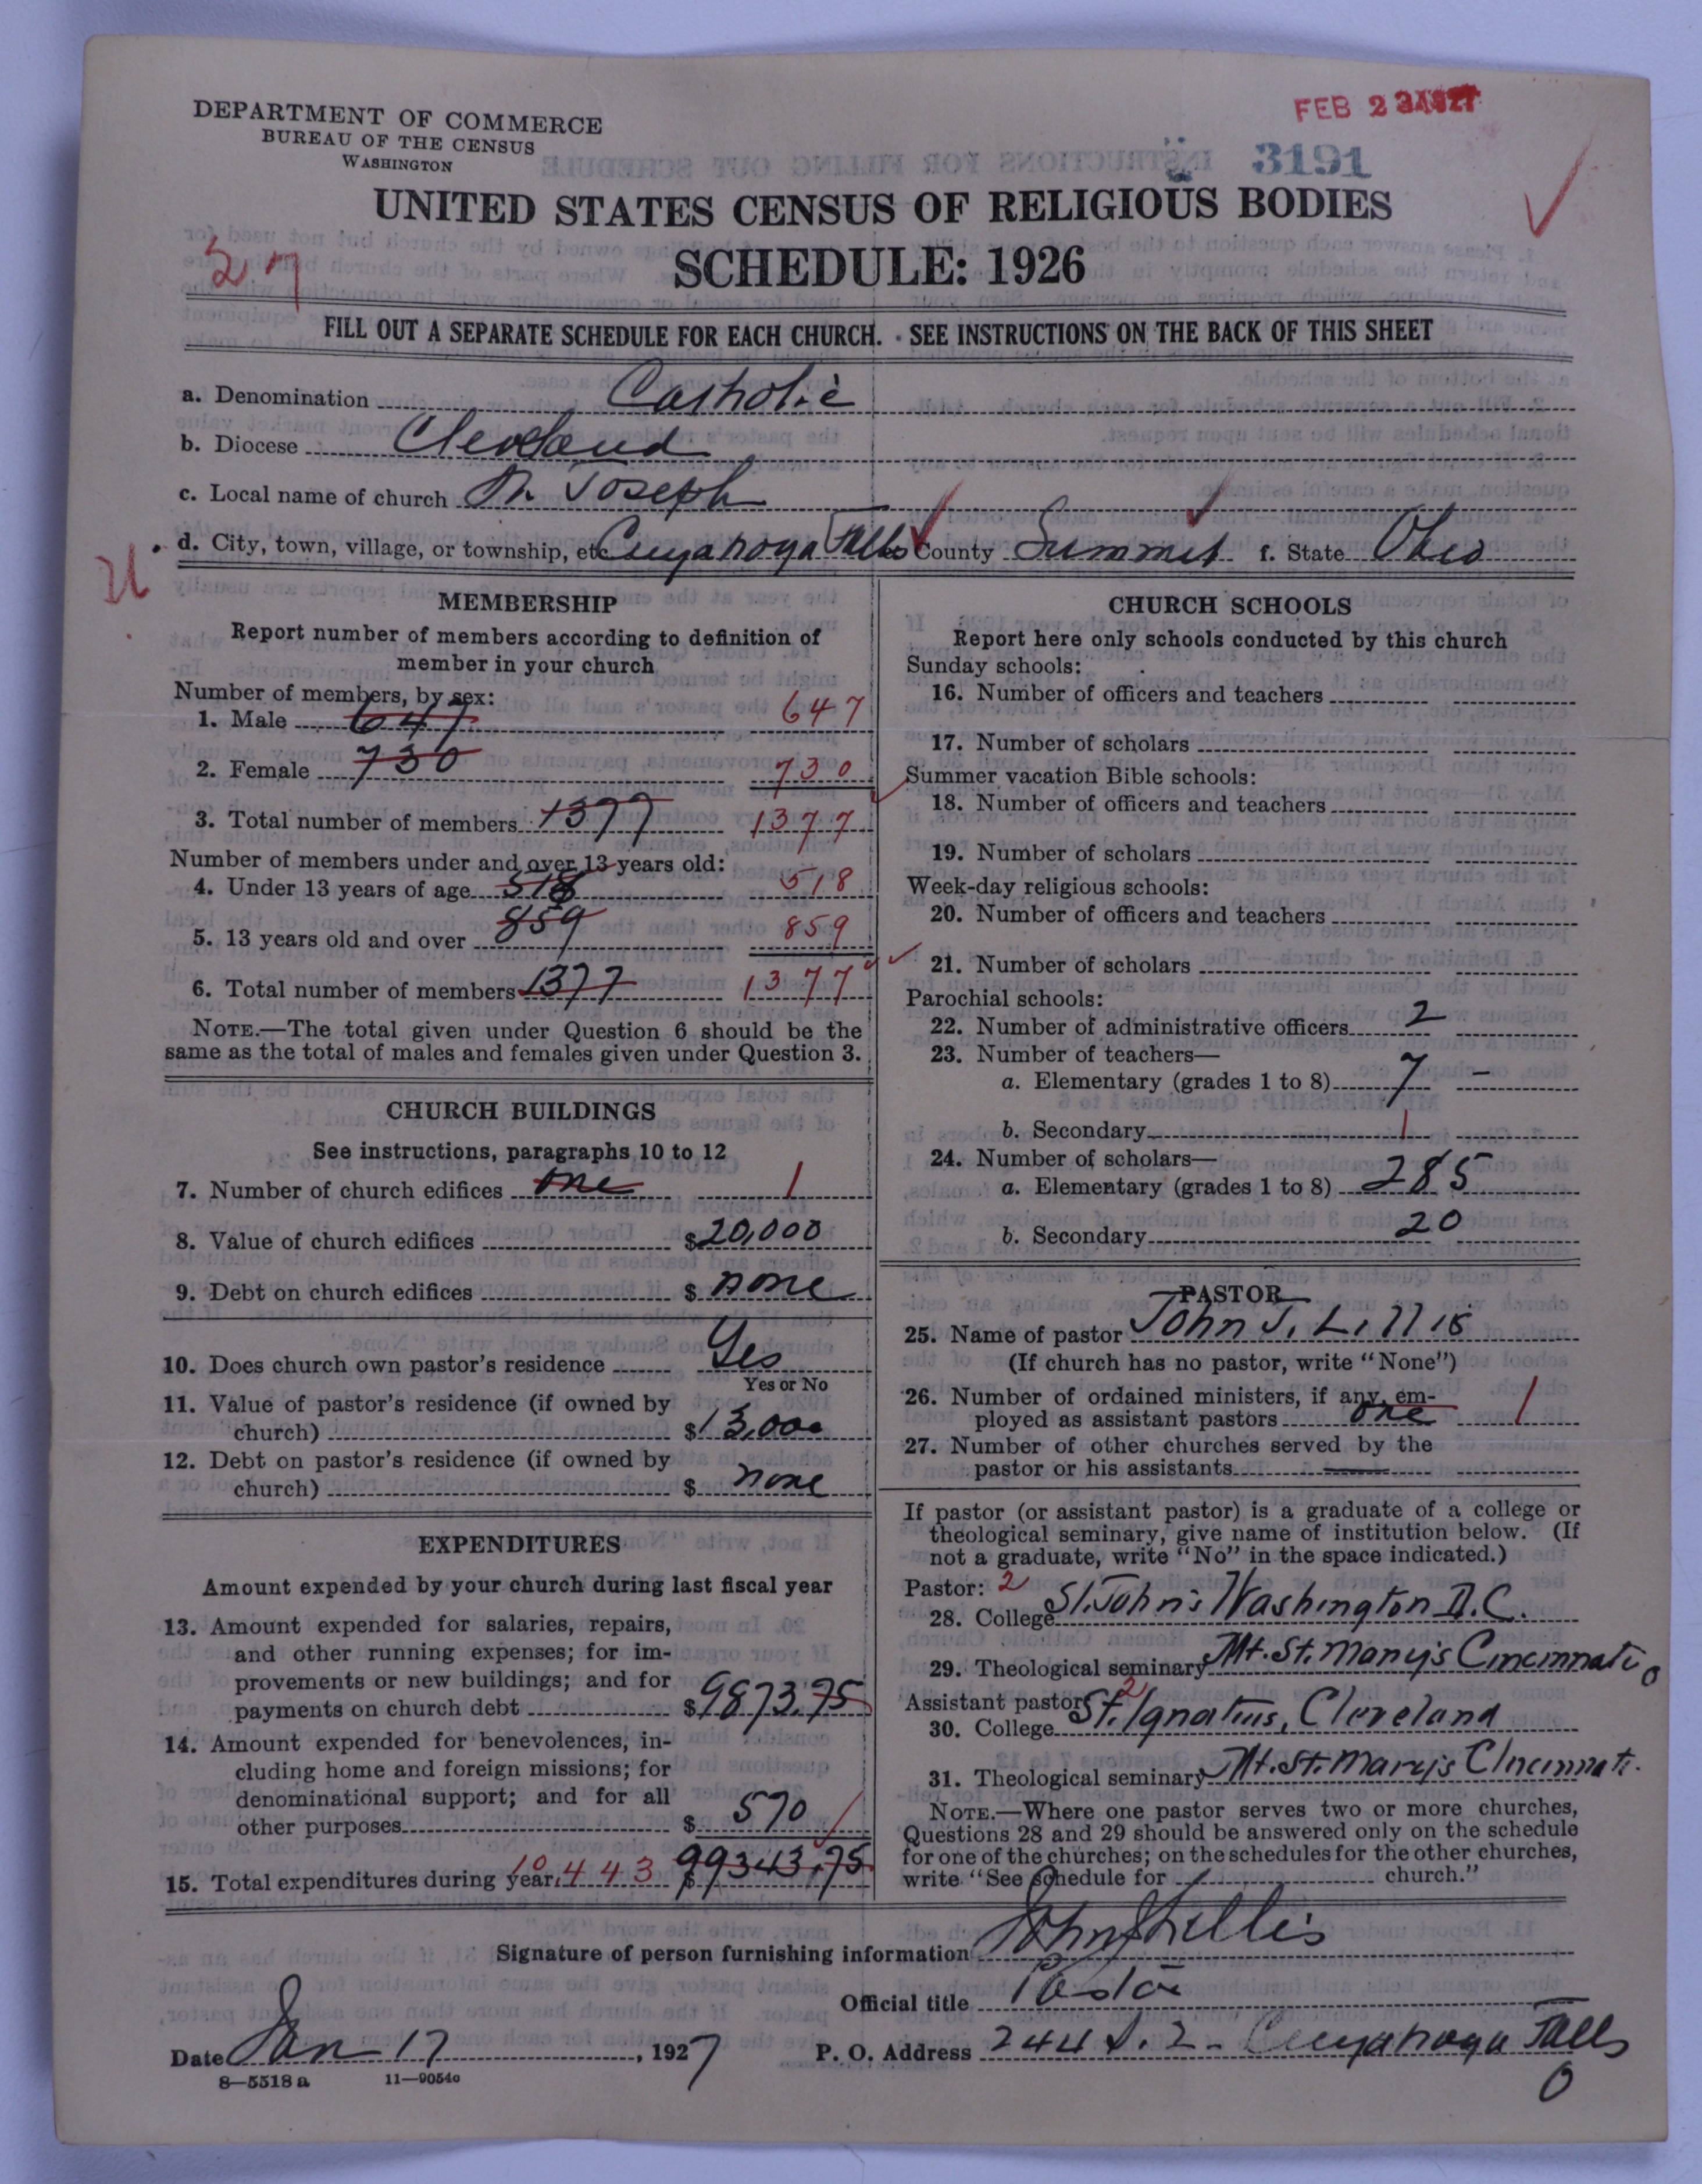 DEPARTMENT OF COMMERCE
BUREAU OF THE CENSUS
WASHINGTON
FEB 23 1927
3191
UNITED STATES CENSUS OF RELIGIOUS BODIES
SCHEDULE: 1926
FILL OUT A SEPARATE SCHEDULE FOR EACH CHURCH. SEE INSTRUCTIONS ON THE BACK OF THIS SHEET
a. Denomination Catholic
b. Diocese Cleveland
c. Local name of church St. Joseph
d. City, town, village, or township, etc Cuyahoga Falls County Summit f. State Ohio
MEMBERSHIP
Report number of members according to definition of
member in your church
Number of members, by sex:
1. Male 647 647
2. Female 730 730
3. Total number of members 1377 1377
Number of members under and over 13 years old:
4. Under 13 years of age 518 518
5. 13 years old and over 859 859
6. Total number of members 1377 1377
NOTE.—The total given under Question 6 should be the
same as the total of males and females given under Question 3.
CHURCH BUILDINGS
See instructions, paragraphs 10 to 12
7. Number of church edifices one 1
8. Value of church edifices $20,000
9. Debt on church edifices $ none
10. Does church own pastor's residence Yes
Yes or No
11. Value of pastor's residence (if owned by
church) $13,000
12. Debt on pastor's residence (if owned by
church) $ none
EXPENDITURES
Amount expended by your church during last fiscal year
13. Amount expended for salaries, repairs,
and other running expenses; for im-
provements or new buildings; and for
payments on church debt $9873.75
14. Amount expended for benevolences, in-
cluding home and foreign missions; for
denominational support; and for all
other purposes $ 570
15. Total expenditures during year 10443 $ 99343.75
CHURCH SCHOOLS
Report here only schools conducted by this church
Sunday schools:
16. Number of officers and teachers
17. Number of scholars
Summer vacation Bible schools:
18. Number of officers and teachers
19. Number of scholars
Week-day religious schools:
20. Number of officers and teachers
21. Number of scholars
Parochial schools:
22. Number of administrative officers 2
23. Number of teachers—
a. Elementary (grades 1 to 8) 7 –
b. Secondary 1
24. Number of scholars—
a. Elementary (grades 1 to 8) 285
b. Secondary 20
PASTOR
25. Name of pastor John J. Lillis
(If church has no pastor, write "None")
26. Number of ordained ministers, if any, em-
ployed as assistant pastors one 1
27. Number of other churches served by the
pastor or his assistants
If pastor (or assistant pastor) is a graduate of a college or
theological seminary, give name of institution below. (If
not a graduate, write "No" in the space indicated.)
Pastor: 2
28. College St. John's Washington D.C.
29. Theological seminary Mt. St. Mary's Cincinnati O
Assistant pastor: 2
30. College St. Ignatius, Cleveland
31. Theological seminary Mt. St. Mary's Cincinnati.
NOTE.—Where one pastor serves two or more churches,
Questions 28 and 29 should be answered only on the schedule
for one of the churches; on the schedules for the other churches,
write "See schedule for church."
Signature of person furnishing information John J Lillis
Official title Pastor
Date Jan 17, 1927 P. O. Address 244 S. 2 - Cuyahoga Falls
O
8—5518 a 11—9054o